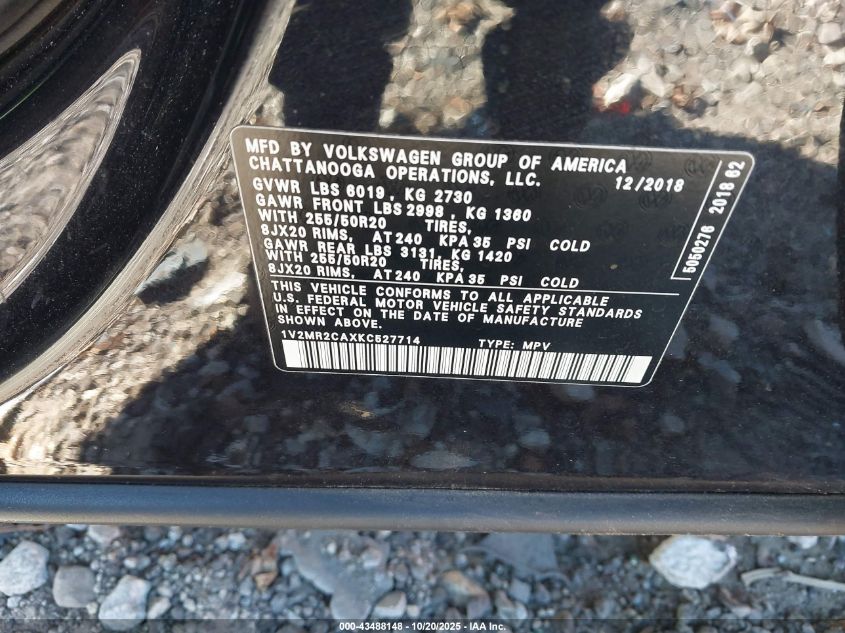 MFD BY VOLKSWAGEN GROUP OF AMERICA
CHATTANOOGA OPERATIONS, LLC.
12/2018
GVWR LBS 6019, KG 2730
GAWR FRONT LBS 2998, KG 1360
WITH 255/50R20 TIRES,
8JX20 RIMS, AT 240 KPA 35 PSI COLD
GAWR REAR LBS 3131, KG 1420
WITH 255/50R20 TIRES,
8JX20 RIMS, AT 240 KPA 35 PSI COLD
THIS VEHICLE CONFORMS TO ALL APPLICABLE
U.S. FEDERAL MOTOR VEHICLE SAFETY STANDARDS
IN EFFECT ON THE DATE OF MANUFACTURE
SHOWN ABOVE.
1V2MR2CAXKC527714 TYPE: MPV
5050276 2018 62
000-43488148 - 10/20/2025 - IAA Inc.